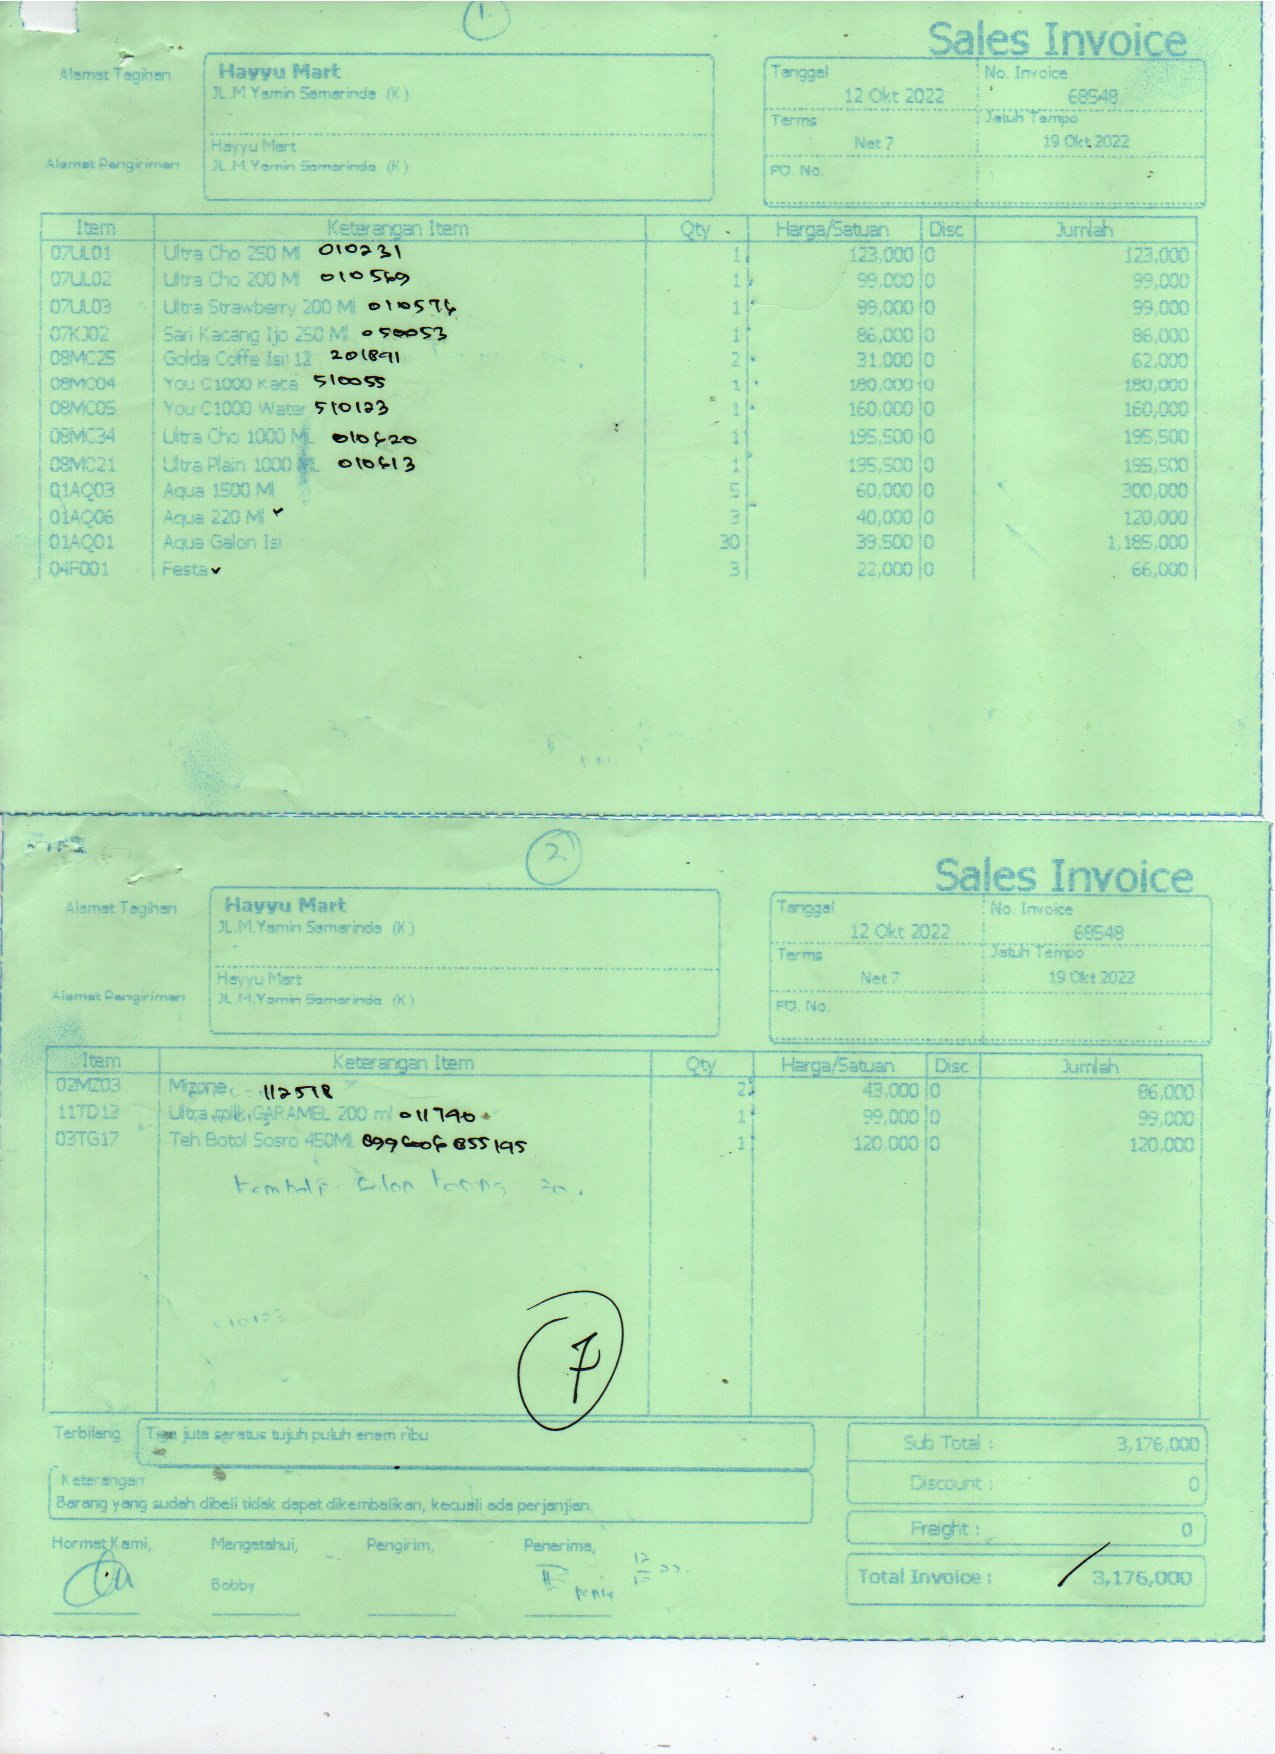 1.
Sales Invoice
Alamat Tagihan
Hayyu Mart
JL.M.Yamin Samarinda (K)
Hayyu Mart
Alamat Pengiriman
JL.M.Yamin Samarinda (K)
Tanggal No. Invoice
12 Okt 2022 68548
Terms Jatuh Tempo
Net 7 19 Okt 2022
PO. No.
Item Keterangan Item Qty Harga/Satuan Disc Jumlah
07UL01 Ultra Cho 250 Ml 010231 1 123,000 0 123,000
07UL02 Ultra Cho 200 Ml 010569 1 99,000 0 99,000
07UL03 Ultra Strawberry 200 Ml 010576 1 99,000 0 99,000
07KJ02 Sari Kacang Ijo 250 Ml 050053 1 86,000 0 86,000
08MC25 Golda Coffe Isi 12 201891 2 31,000 0 62,000
08MC04 You C1000 Kaca 510055 1 180,000 0 180,000
08MC05 You C1000 Water 510123 1 160,000 0 160,000
08MC34 Ultra Cho 1000 ML 010620 1 195,500 0 195,500
08MC21 Ultra Plain 1000 ML 010613 1 195,500 0 195,500
01AQ03 Aqua 1500 Ml 5 60,000 0 300,000
01AQ06 Aqua 220 Ml 3 40,000 0 120,000
01AQ01 Aqua Galon Isi 30 39,500 0 1,185,000
04F001 Festa 3 22,000 0 66,000
2
Sales Invoice
Alamat Tagihan
Hayyu Mart
JL.M.Yamin Samarinda (K)
Hayyu Mart
Alamat Pengiriman
JL.M.Yamin Samarinda (K)
Tanggal No. Invoice
12 Okt 2022 68548
Terms Jatuh Tempo
Net 7 19 Okt 2022
PO. No.
Item Keterangan Item Qty Harga/Satuan Disc Jumlah
02MZ03 Mizone 112518 2 43,000 0 86,000
11TD13 Ultra milk CARAMEL 200 ml 011740 1 99,000 0 99,000
03TG17 Teh Botol Sosro 450Ml 1 120,000 0 120,000
kembali galon kosong 30.
010123
7
Terbilang Tiga juta seratus tujuh puluh enam ribu
Keterangan
Barang yang sudah dibeli tidak dapat dikembalikan, kecuali ada perjanjian.
Sub Total : 3,176,000
Discount : 0
Freight : 0
Total Invoice : 3,176,000
Hormat Kami, Mengetahui, Pengirim, Penerima,
Bobby
12/10 22.